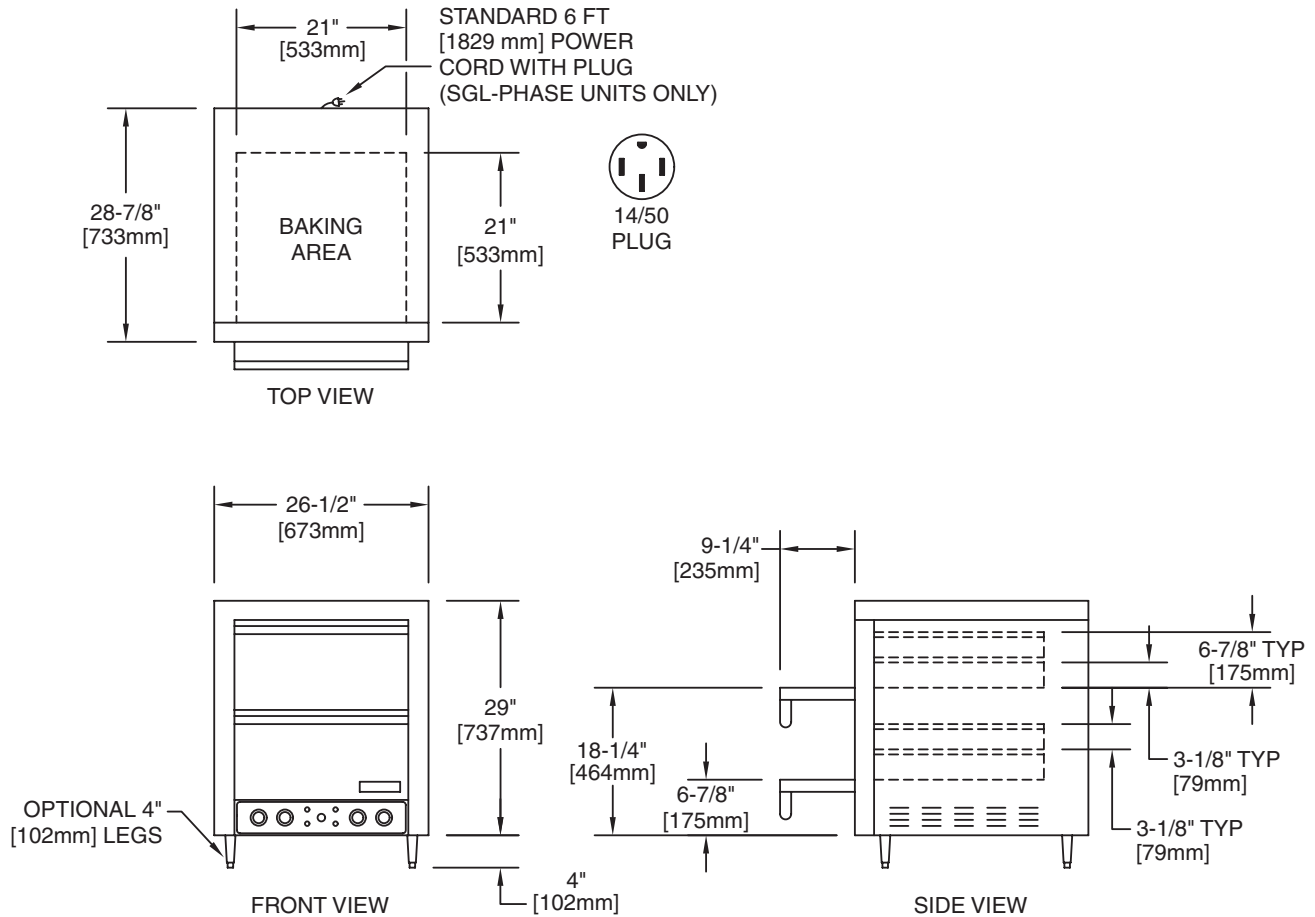 21"
[533mm]
STANDARD 6 FT
[1829 mm] POWER
CORD WITH PLUG
(SGL-PHASE UNITS ONLY)
28-7/8"
[733mm]
BAKING
AREA
21"
[533mm]
14/50
PLUG
TOP VIEW
26-1/2"
[673mm]
29"
[737mm]
OPTIONAL 4"
[102mm] LEGS
4"
[102mm]
FRONT VIEW
9-1/4"
[235mm]
18-1/4"
[464mm]
6-7/8"
[175mm]
6-7/8" TYP
[175mm]
3-1/8" TYP
[79mm]
3-1/8" TYP
[79mm]
SIDE VIEW